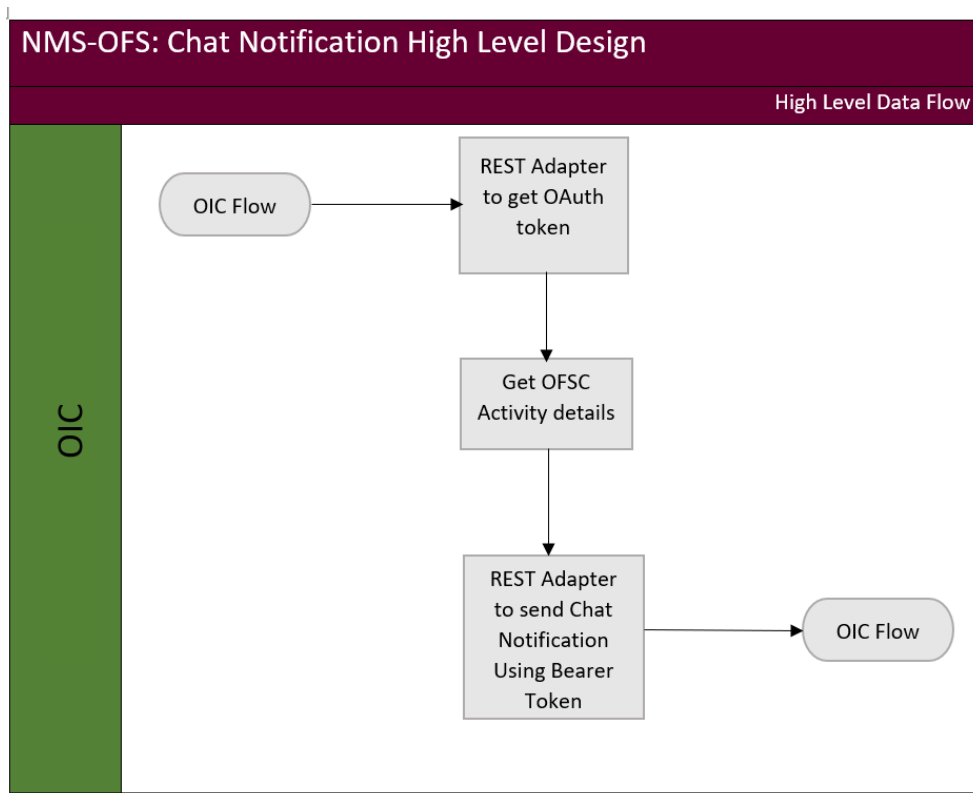 NMS-OFS: Chat Notification High Level Design
High Level Data Flow
OIC
OIC Flow
REST Adapter
to get OAuth
token
Get OFSC
Activity details
REST Adapter
to send Chat
Notification
Using Bearer
Token
OIC Flow